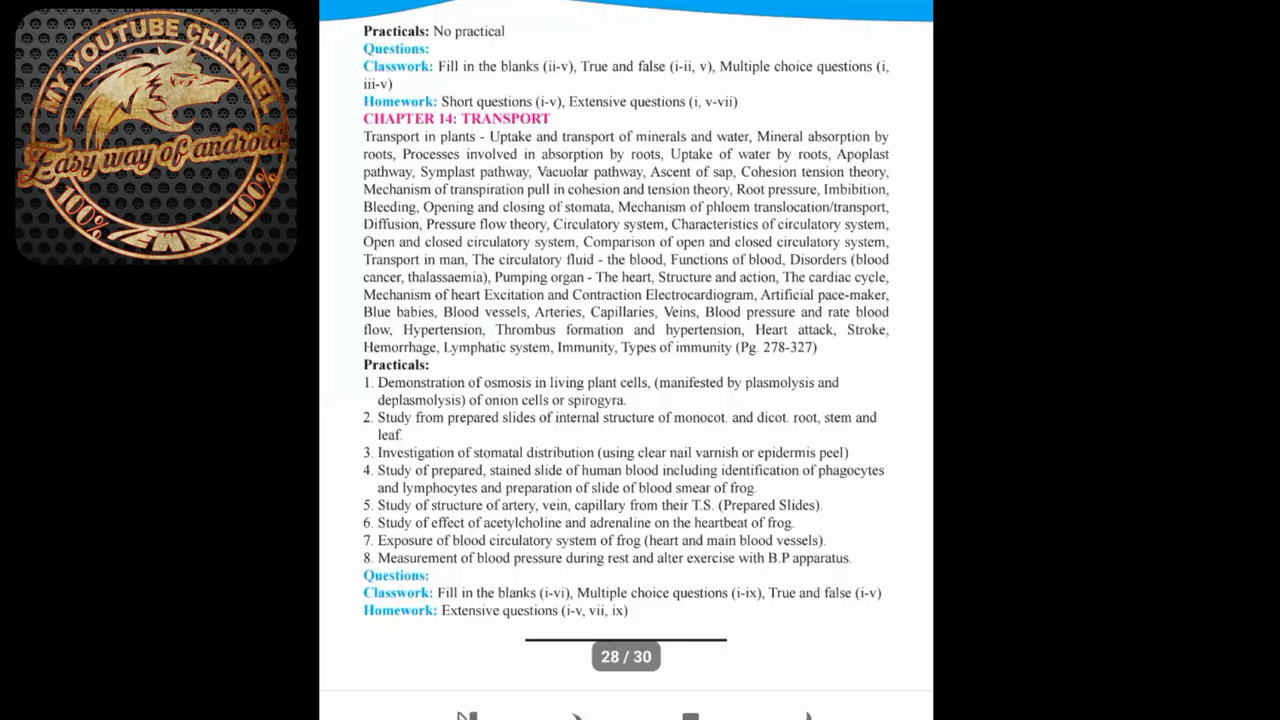 MY YOUTUBE CHANNEL
Easy way of android
100% EWA 100%
Practicals: No practical
Questions:
Classwork: Fill in the blanks (ii-v), True and false (i-ii, v), Multiple choice questions (i,
iii-v)
Homework: Short questions (i-v), Extensive questions (i, v-vii)
CHAPTER 14: TRANSPORT
Transport in plants - Uptake and transport of minerals and water, Mineral absorption by
roots, Processes involved in absorption by roots, Uptake of water by roots, Apoplast
pathway, Symplast pathway, Vacuolar pathway, Ascent of sap, Cohesion tension theory,
Mechanism of transpiration pull in cohesion and tension theory, Root pressure, Imbibition,
Bleeding, Opening and closing of stomata, Mechanism of phloem translocation/transport,
Diffusion, Pressure flow theory, Circulatory system, Characteristics of circulatory system,
Open and closed circulatory system, Comparison of open and closed circulatory system,
Transport in man, The circulatory fluid - the blood, Functions of blood, Disorders (blood
cancer, thalassaemia), Pumping organ - The heart, Structure and action, The cardiac cycle,
Mechanism of heart Excitation and Contraction Electrocardiogram, Artificial pace-maker,
Blue babies, Blood vessels, Arteries, Capillaries, Veins, Blood pressure and rate blood
flow, Hypertension, Thrombus formation and hypertension, Heart attack, Stroke,
Hemorrhage, Lymphatic system, Immunity, Types of immunity (Pg. 278-327)
Practicals:
1. Demonstration of osmosis in living plant cells, (manifested by plasmolysis and
deplasmolysis) of onion cells or spirogyra.
2. Study from prepared slides of internal structure of monocot. and dicot. root, stem and
leaf.
3. Investigation of stomatal distribution (using clear nail varnish or epidermis peel)
4. Study of prepared, stained slide of human blood including identification of phagocytes
and lymphocytes and preparation of slide of blood smear of frog.
5. Study of structure of artery, vein, capillary from their T.S. (Prepared Slides).
6. Study of effect of acetylcholine and adrenaline on the heartbeat of frog.
7. Exposure of blood circulatory system of frog (heart and main blood vessels).
8. Measurement of blood pressure during rest and alter exercise with B.P apparatus.
Questions:
Classwork: Fill in the blanks (i-vi), Multiple choice questions (i-ix), True and false (i-v)
Homework: Extensive questions (i-v, vii, ix)
28 / 30